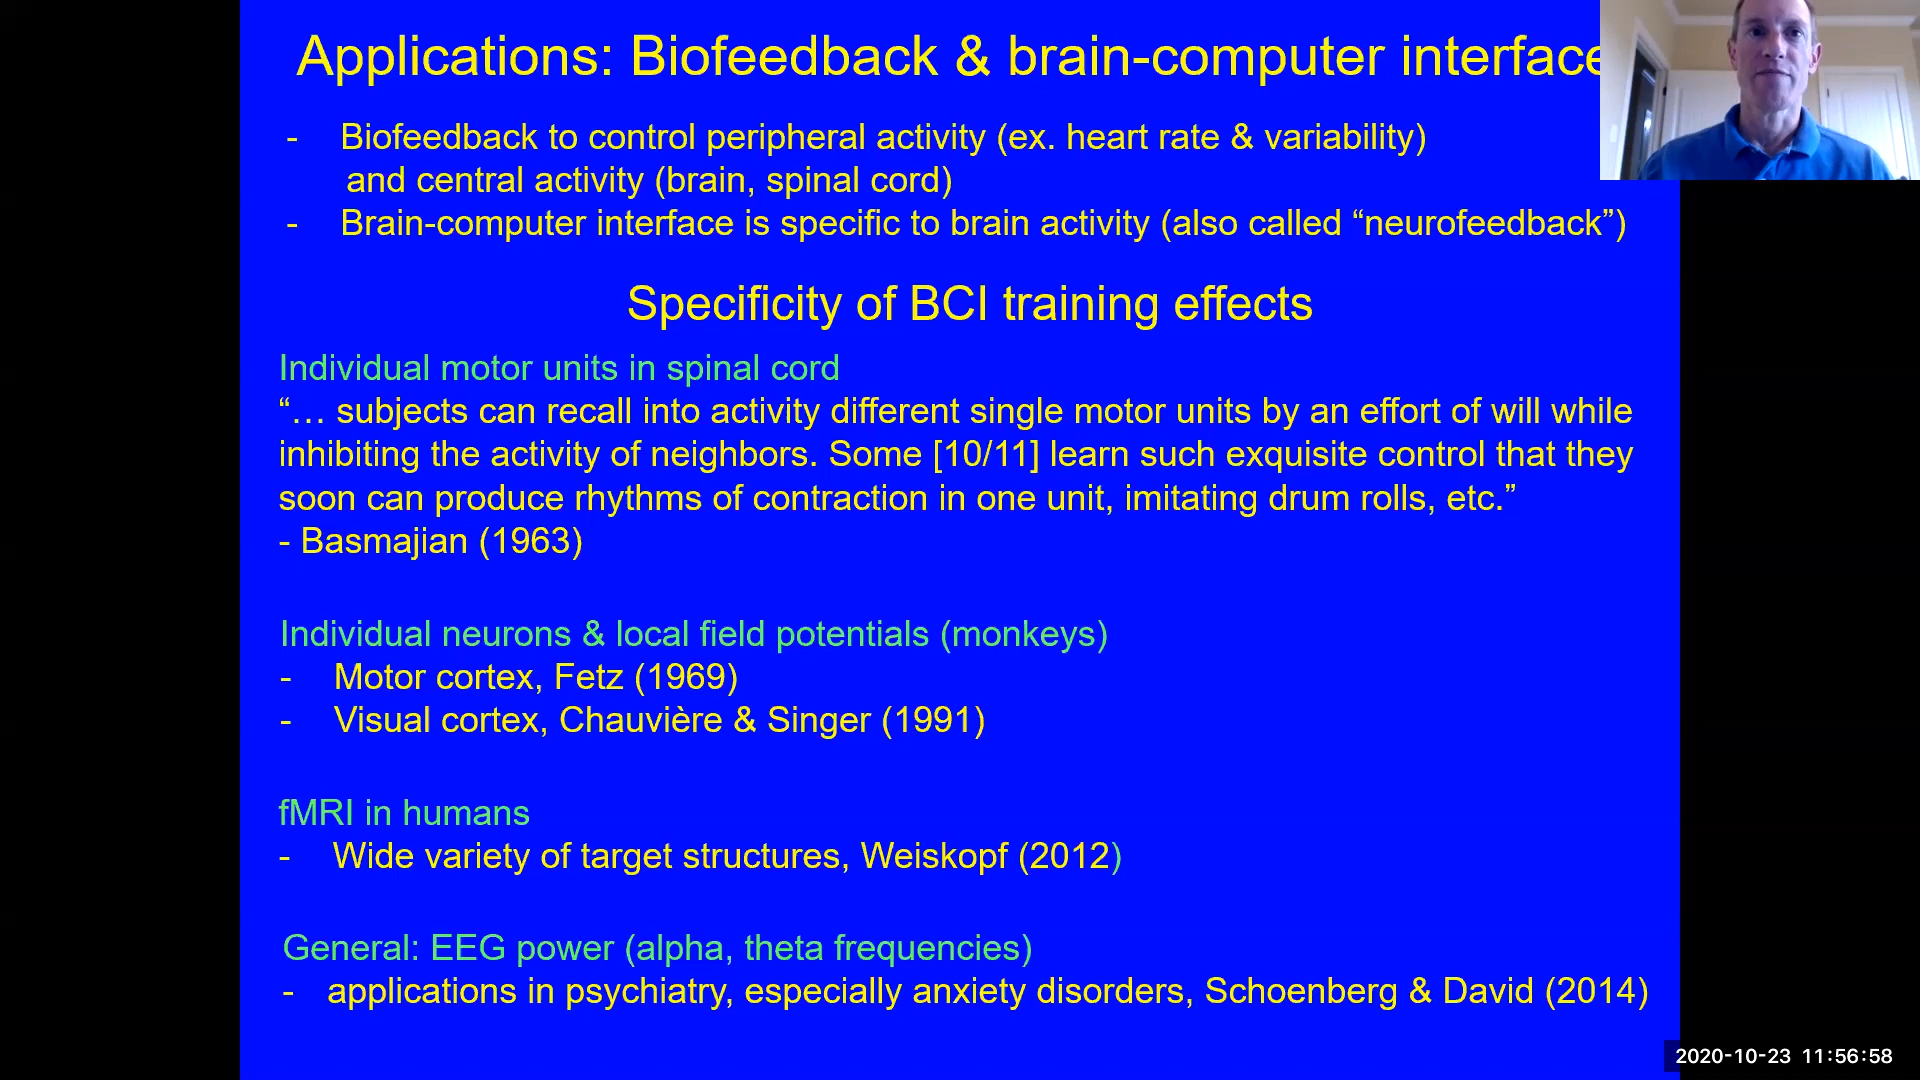 Applications: Biofeedback & brain-computer interface
- Biofeedback to control peripheral activity (ex. heart rate & variability)
and central activity (brain, spinal cord)
- Brain-computer interface is specific to brain activity (also called “neurofeedback”)
Specificity of BCI training effects
Individual motor units in spinal cord
“… subjects can recall into activity different single motor units by an effort of will while
inhibiting the activity of neighbors. Some [10/11] learn such exquisite control that they
soon can produce rhythms of contraction in one unit, imitating drum rolls, etc.”
- Basmajian (1963)
Individual neurons & local field potentials (monkeys)
- Motor cortex, Fetz (1969)
- Visual cortex, Chauvière & Singer (1991)
fMRI in humans
- Wide variety of target structures, Weiskopf (2012)
General: EEG power (alpha, theta frequencies)
- applications in psychiatry, especially anxiety disorders, Schoenberg & David (2014)
2020-10-23 11:56:58